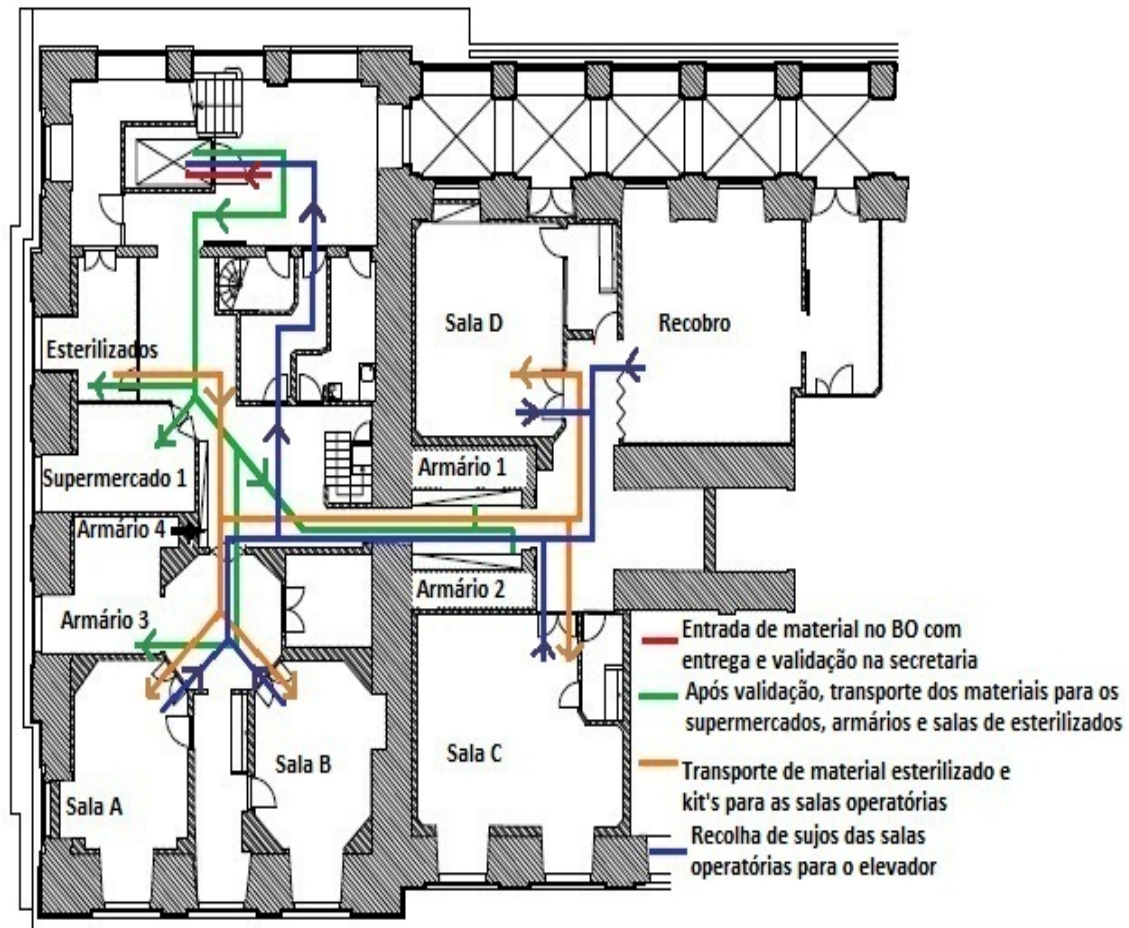 Sala D
Recobro
Esterilizados
Armário 1
Supermercado 1
Armário 4
Armário 2
Armário 3
Sala C
Sala B
Sala A
Entrada de material no BO com
entrega e validação na secretaria
Após validação, transporte dos materiais para os
supermercados, armários e salas de esterilizados
Transporte de material esterilizado e
kit's para as salas operatórias
Recolha de sujos das salas
operatórias para o elevador